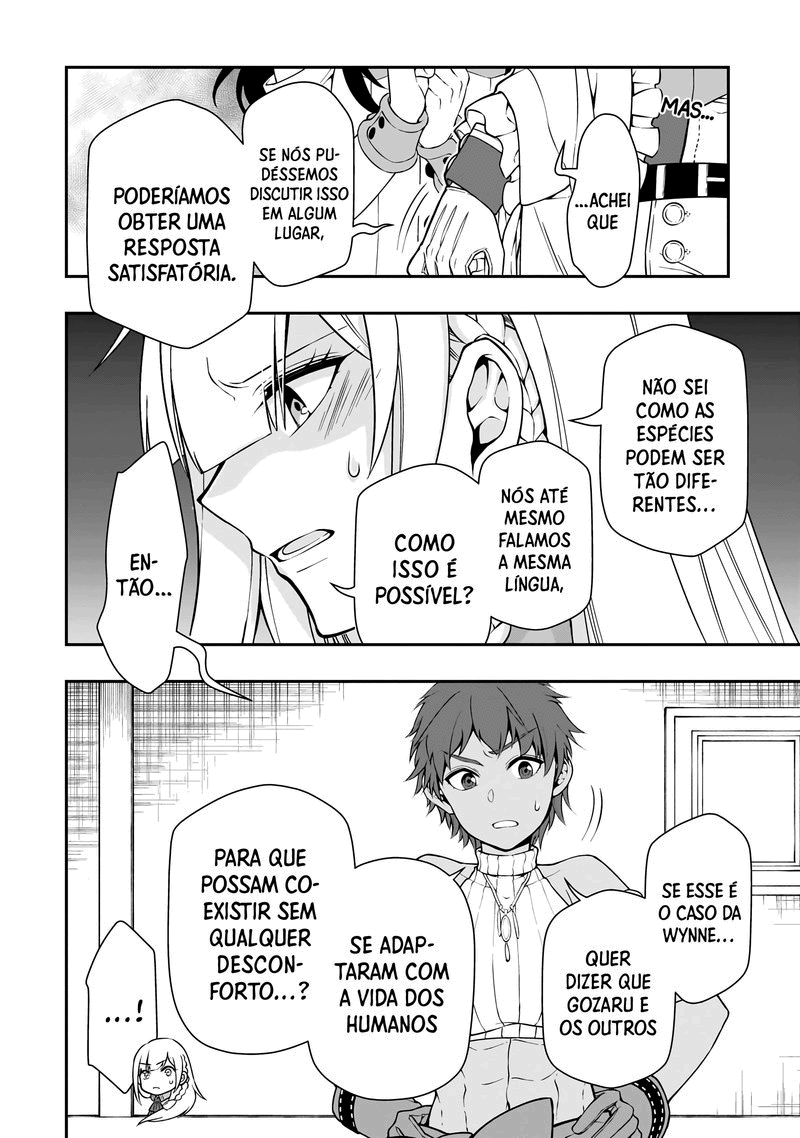 MAS...
...ACHEI
QUE
SE NÓS PU-
DÉSSEMOS
DISCUTIR ISSO
EM ALGUM
LUGAR,
PODERÍAMOS
OBTER UMA
RESPOSTA
SATISFATÓRIA.
NÃO SEI
COMO AS
ESPÉCIES
PODEM SER
TÃO DIFE-
RENTES...
NÓS ATÉ
MESMO
FALAMOS
A MESMA
LÍNGUA,
COMO
ISSO É
POSSÍVEL?
EN-
TÃO...
SE ESSE É
O CASO DA
WYNNE...
QUER
DIZER QUE
GOZARU E
OS OUTROS
SE ADAP-
TARAM COM
A VIDA DOS
HUMANOS
PARA QUE
POSSAM CO-
EXISTIR SEM
QUALQUER
DESCON-
FORTO...?
...!